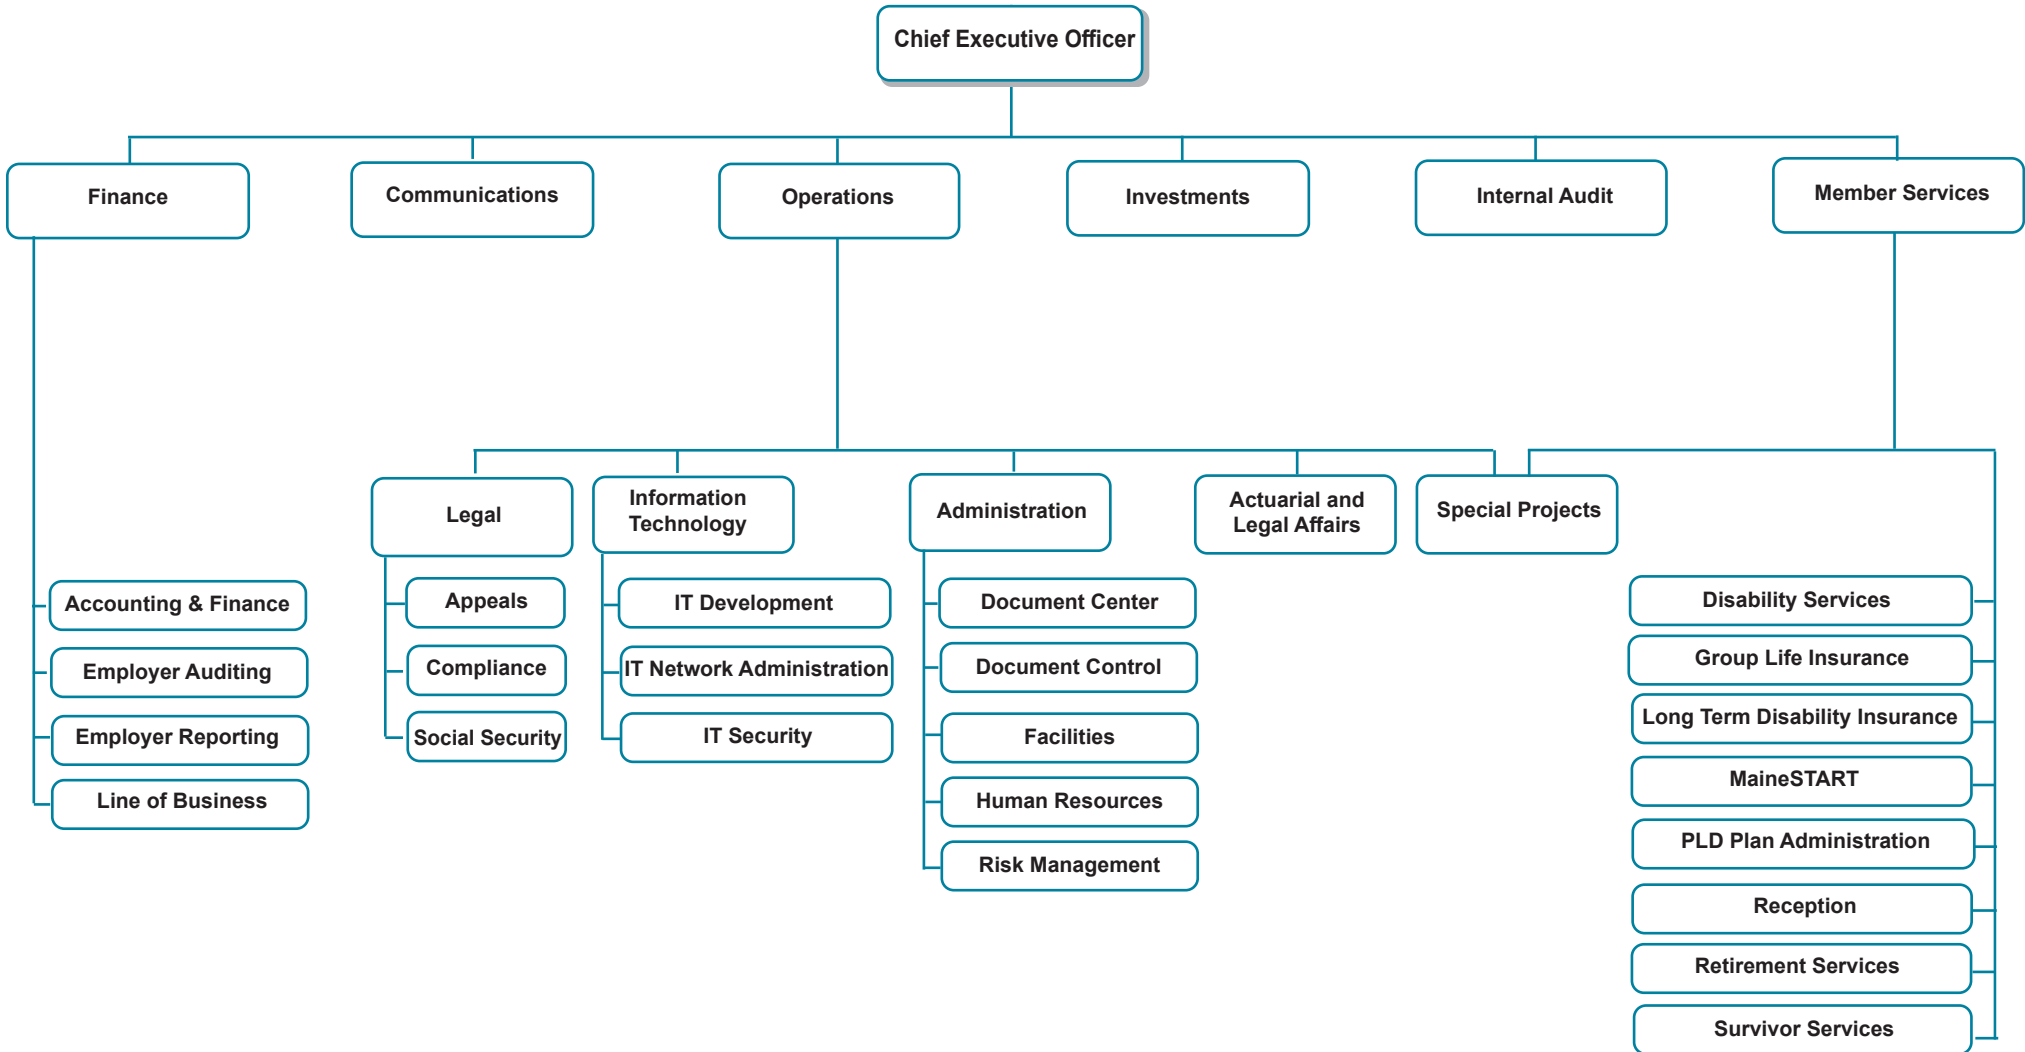 Chief Executive Officer
Finance
Communications
Operations
Investments
Internal Audit
Member Services
Legal
Information
Technology
Administration
Actuarial and
Legal Affairs
Special Projects
Accounting & Finance
Employer Auditing
Employer Reporting
Line of Business
Appeals
Compliance
Social Security
IT Development
IT Network Administration
IT Security
Document Center
Document Control
Facilities
Human Resources
Risk Management
Disability Services
Group Life Insurance
Long Term Disability Insurance
MaineSTART
PLD Plan Administration
Reception
Retirement Services
Survivor Services